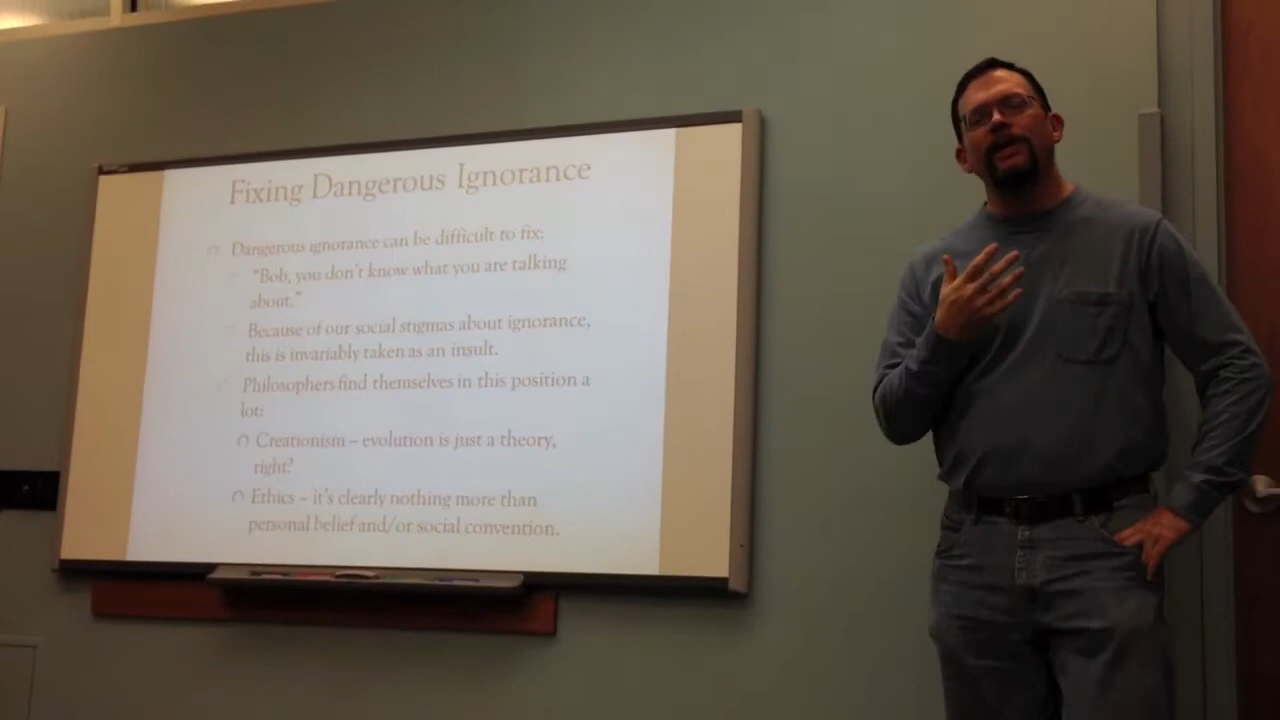 Fixing Dangerous Ignorance
Dangerous ignorance can be difficult to fix:
"Bob, you don't know what you are talking
about."
Because of our social stigmas about ignorance,
this is invariably taken as an insult.
Philosophers find themselves in this position a
lot:
Creationism – evolution is just a theory,
right?
Ethics – it's clearly nothing more than
personal belief and/or social convention.